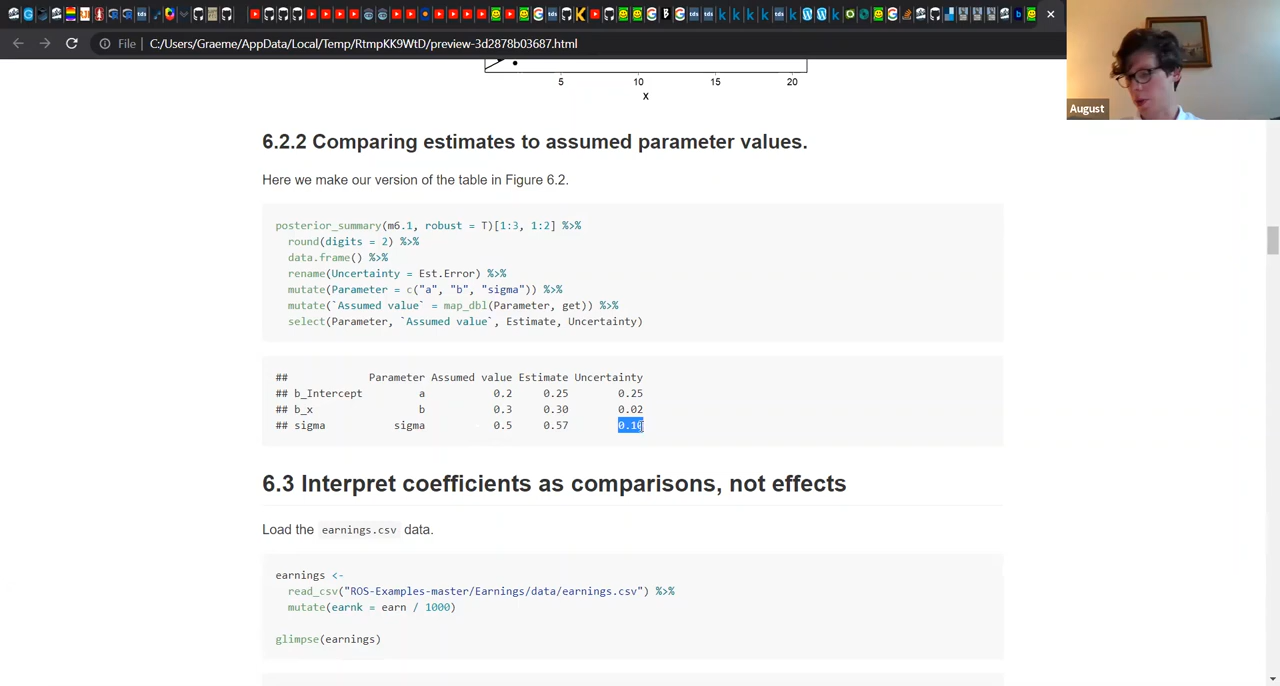 File C:/Users/Graeme/AppData/Local/Temp/RtmpKK9WtD/preview-3d2878b03687.html
August
5 10 15 20
x
6.2.2 Comparing estimates to assumed parameter values.
Here we make our version of the table in Figure 6.2.
posterior_summary(m6.1, robust = T)[1:3, 1:2] %>%
round(digits = 2) %>%
data.frame() %>%
rename(Uncertainty = Est.Error) %>%
mutate(Parameter = c("a", "b", "sigma")) %>%
mutate(`Assumed value` = map_dbl(Parameter, get)) %>%
select(Parameter, `Assumed value`, Estimate, Uncertainty)
## Parameter Assumed value Estimate Uncertainty
## b_Intercept a 0.2 0.25 0.25
## b_x b 0.3 0.30 0.02
## sigma sigma 0.5 0.57 0.10
6.3 Interpret coefficients as comparisons, not effects
Load the earnings.csv data.
earnings <-
read_csv("ROS-Examples-master/Earnings/data/earnings.csv") %>%
mutate(earnk = earn / 1000)
glimpse(earnings)